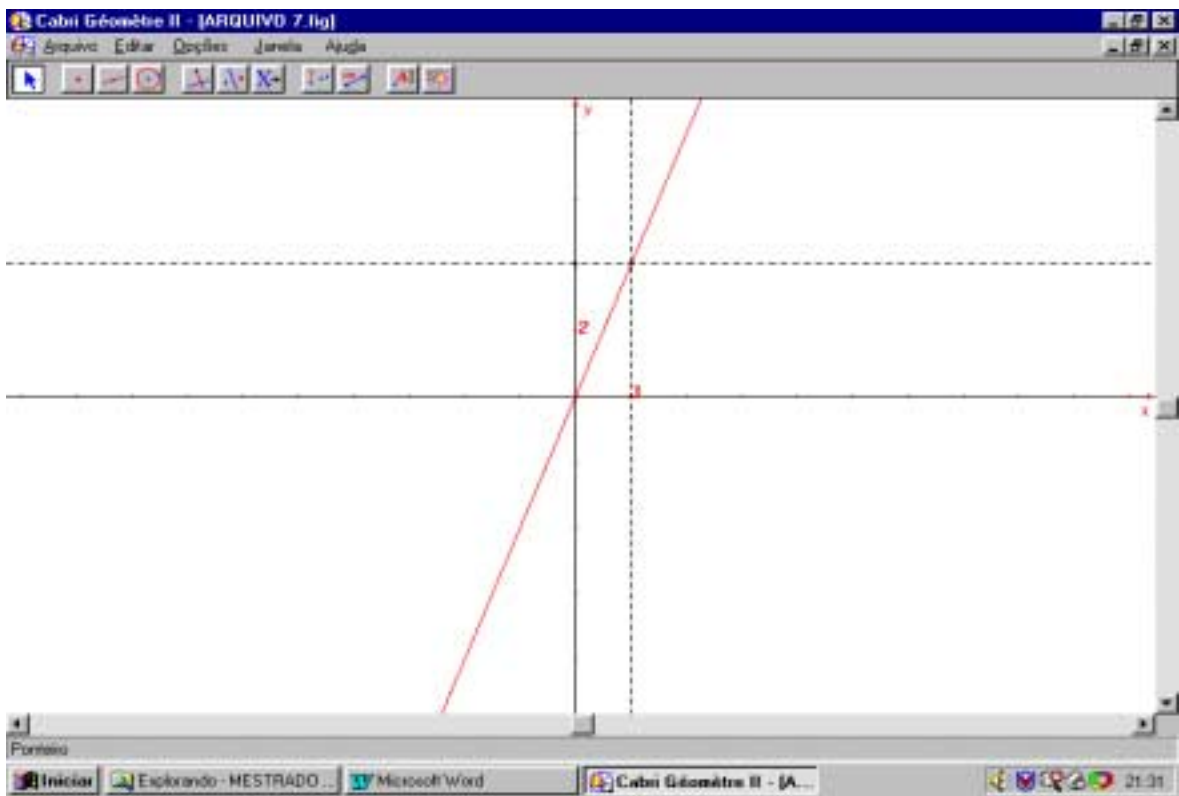 Cabri Géomètre II - [ARQUIVO 7.fig]
Arquivo Editar Opções Janela Ajuda
y
2
x
Ponteiro
Iniciar Explorando - MESTRADO ... Microsoft Word Cabri Géomètre II - [A... 21:31